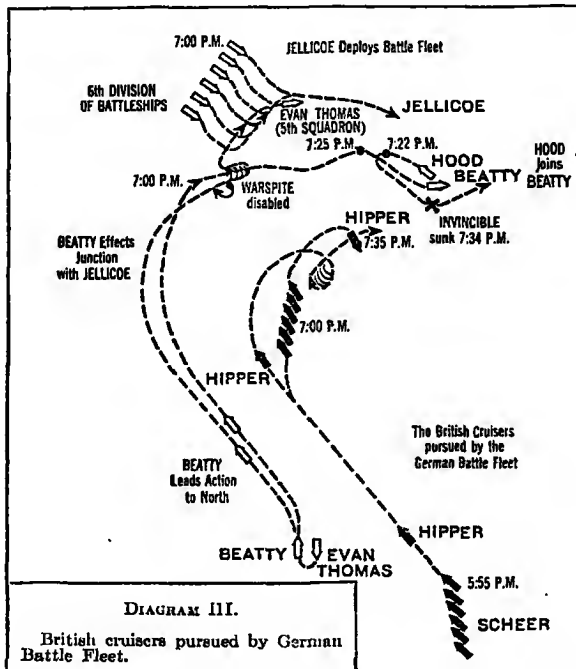 7:00 P.M.
JELLICOE Deploys Battle Fleet
6th DIVISION
OF BATTLESHIPS
JELLICOE
EVAN THOMAS
(5th SQUADRON)
7:25 P.M.
7:22 P.M.
HOOD
BEATTY
HOOD
Joins
BEATTY
7:00 P.M.
WARSPITE
disabled
INVINCIBLE
sunk 7:34 P.M.
HIPPER
7:35 P.M.
BEATTY Effects
Junction
with JELLICOE
7:00 P.M.
HIPPER
The British Cruisers
pursued by the
German Battle Fleet
BEATTY
Leads Action
to North
HIPPER
BEATTY
EVAN
THOMAS
5:55 P.M.
SCHEER
DIAGRAM III.
British cruisers pursued by German
Battle Fleet.